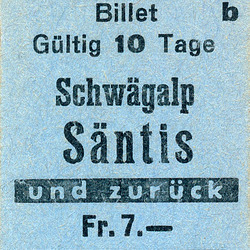 Billet b
Gültig 10 Tage
Schwägalp
Säntis
und zurück
Fr. 7.—